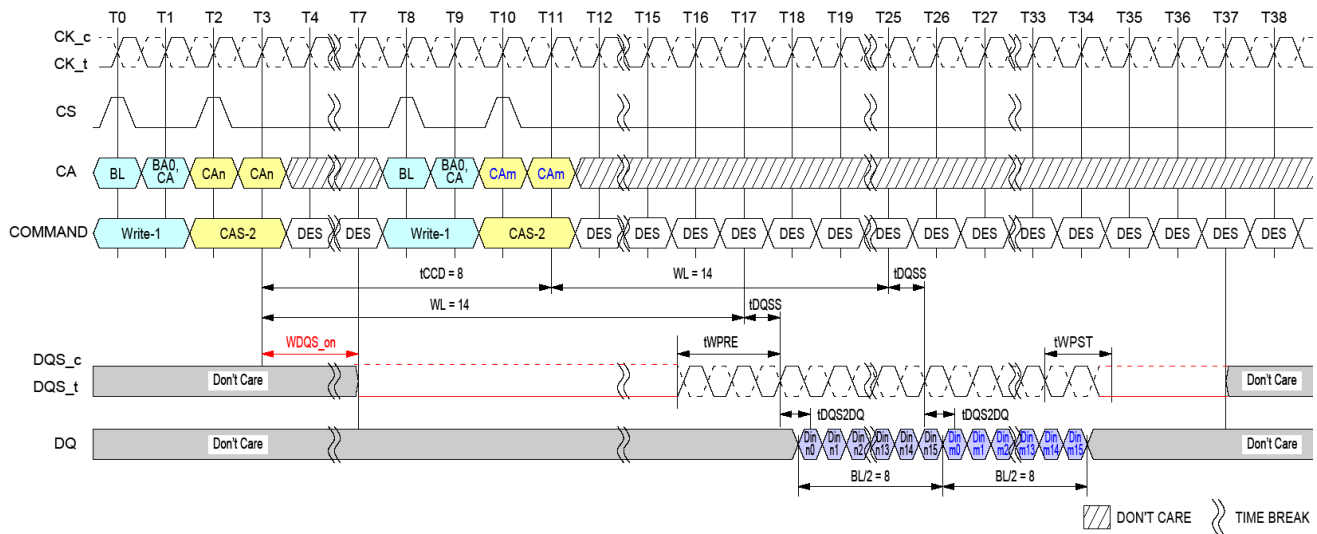 T0 T1 T2 T3 T4 T7 T8 T9 T10 T11 T12 T15 T16 T17 T18 T19 T25 T26 T27 T33 T34 T35 T36 T37 T38
CK_c
CK_t
CS
CA BL BA0, CA CAn CAn BL BA0, CA CAm CAm
COMMAND Write-1 CAS-2 DES DES Write-1 CAS-2 DES DES DES DES DES DES DES DES DES DES DES DES DES DES DES
tCCD = 8 WL = 14 tDQSS
WL = 14 tDQSS
WDQS_on tWPRE tWPST
DQS_c
DQS_t Don't Care Don't Care
tDQS2DQ tDQS2DQ
DQ Don't Care Din n0 Din n1 Din n2 Din n13 Din n14 Din n15 Din m0 Din m1 Din m2 Din m13 Din m14 Din m15 Don't Care
BL/2 = 8 BL/2 = 8
DON'T CARE TIME BREAK